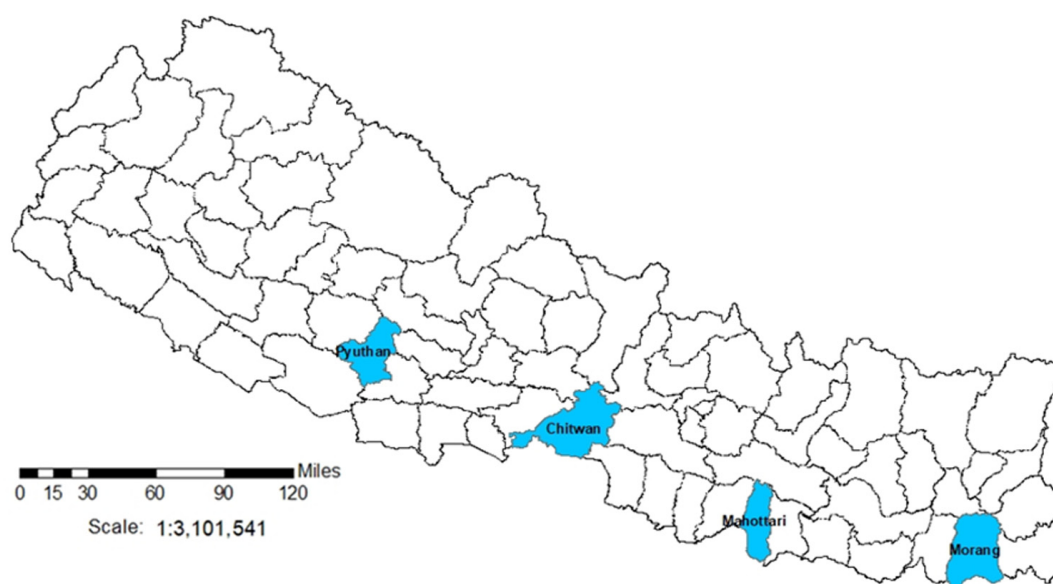 Pyuthan
Chitwan
Mahottari
Morang
Miles
0 15 30 60 90 120
Scale: 1:3,101,541